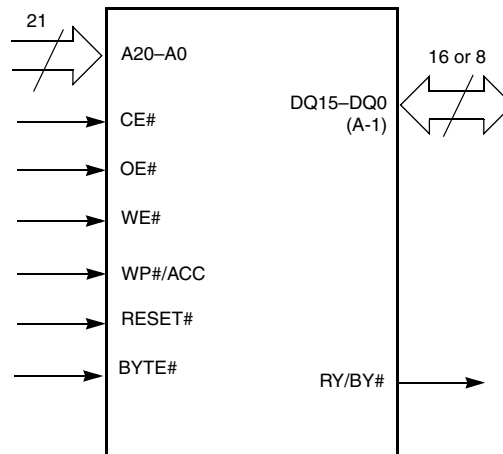 21
A20–A0
16 or 8
CE#
DQ15–DQ0
(A-1)
OE#
WE#
WP#/ACC
RESET#
BYTE#
RY/BY#